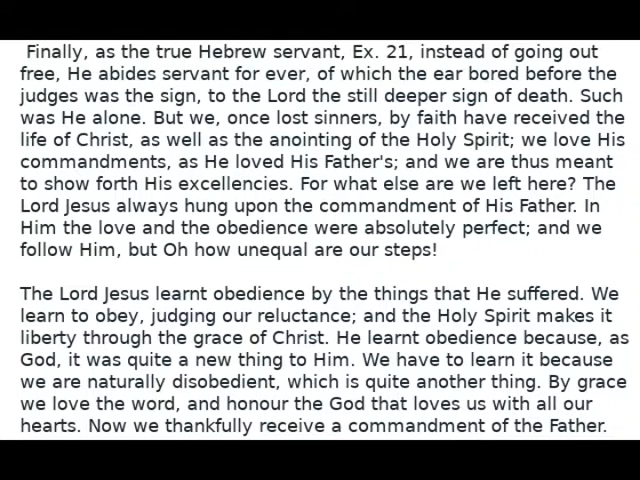 Finally, as the true Hebrew servant, Ex. 21, instead of going out
free, He abides servant for ever, of which the ear bored before the
judges was the sign, to the Lord the still deeper sign of death. Such
was He alone. But we, once lost sinners, by faith have received the
life of Christ, as well as the anointing of the Holy Spirit; we love His
commandments, as He loved His Father's; and we are thus meant
to show forth His excellencies. For what else are we left here? The
Lord Jesus always hung upon the commandment of His Father. In
Him the love and the obedience were absolutely perfect; and we
follow Him, but Oh how unequal are our steps!

The Lord Jesus learnt obedience by the things that He suffered. We
learn to obey, judging our reluctance; and the Holy Spirit makes it
liberty through the grace of Christ. He learnt obedience because, as
God, it was quite a new thing to Him. We have to learn it because
we are naturally disobedient, which is quite another thing. By grace
we love the word, and honour the God that loves us with all our
hearts. Now we thankfully receive a commandment of the Father.